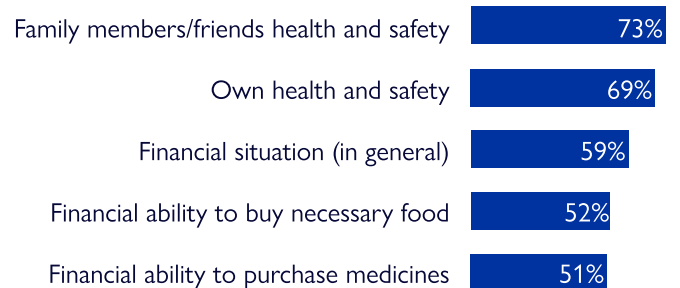 Family members/friends health and safety 73%
Own health and safety 69%
Financial situation (in general) 59%
Financial ability to buy necessary food 52%
Financial ability to purchase medicines 51%